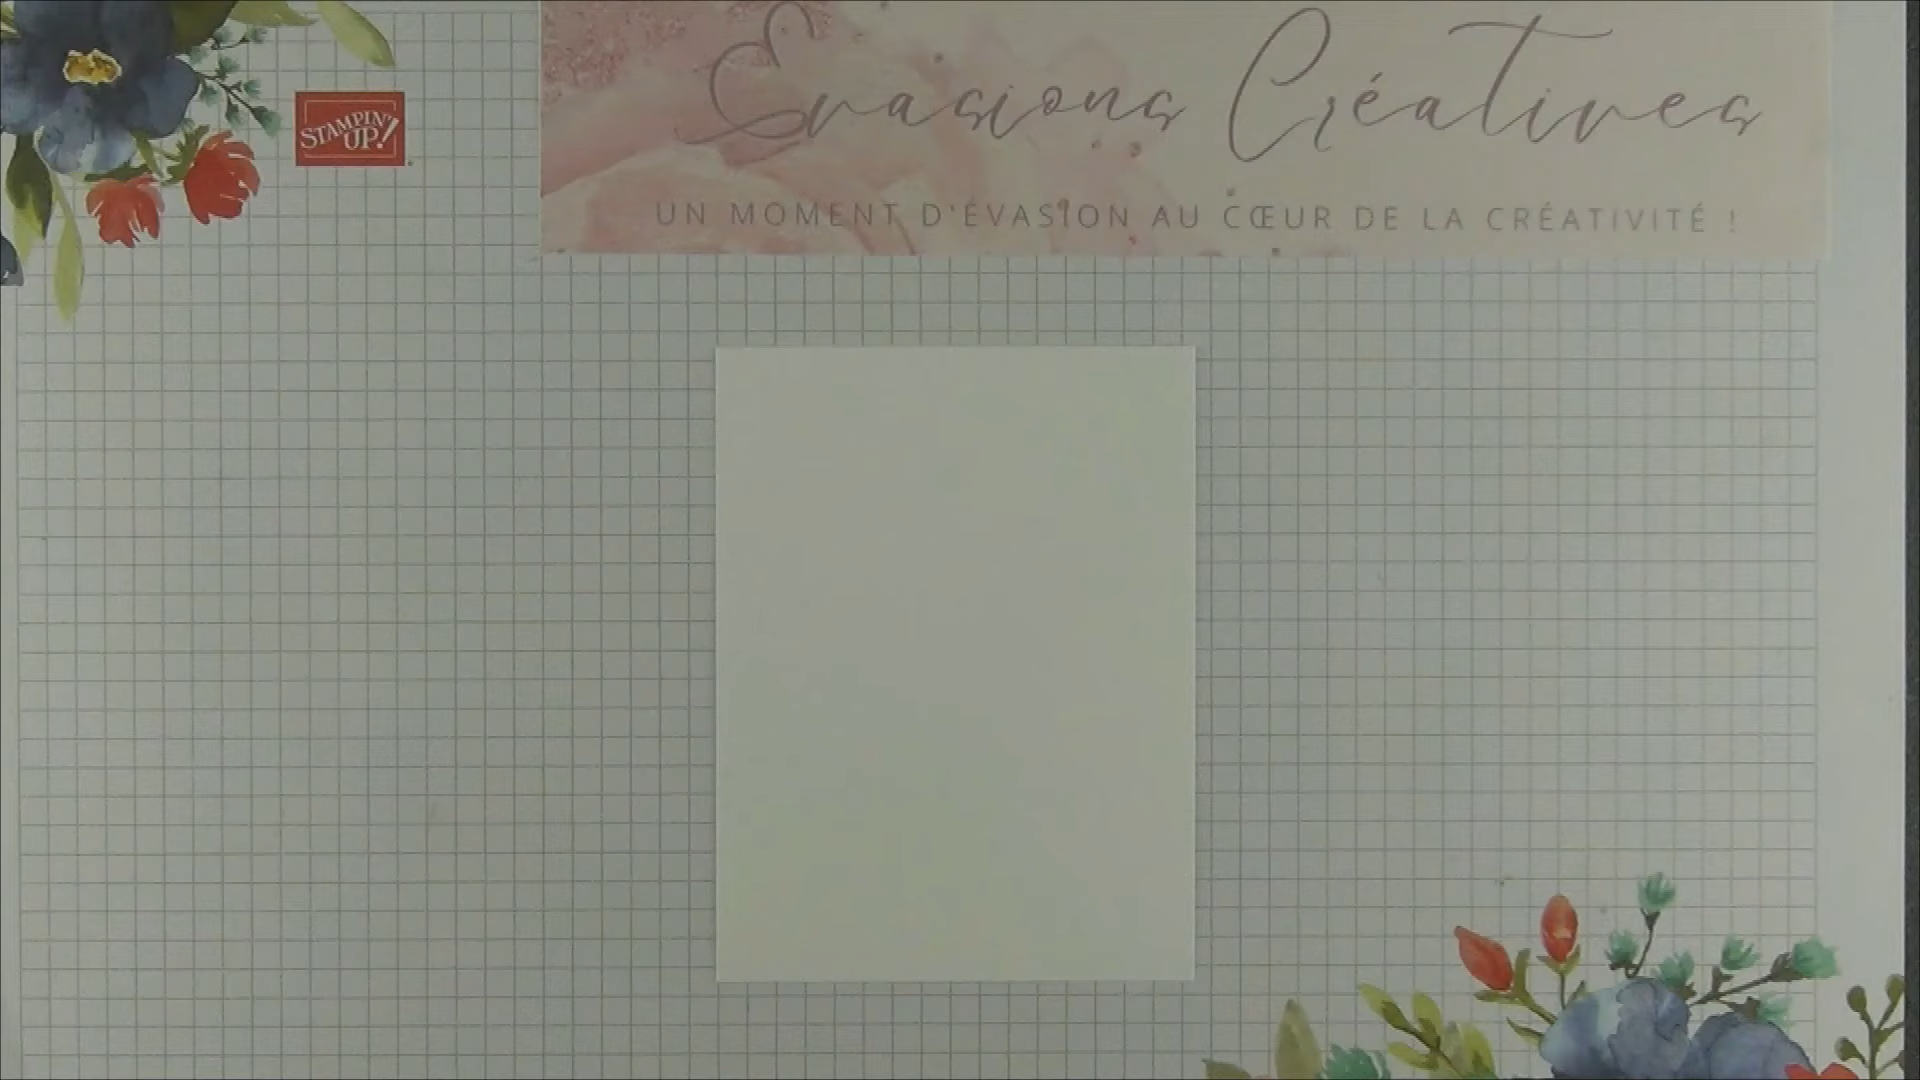 STAMPIN' UP!
Evasions Créatives
UN MOMENT D'ÉVASION AU CŒUR DE LA CRÉATIVITÉ !